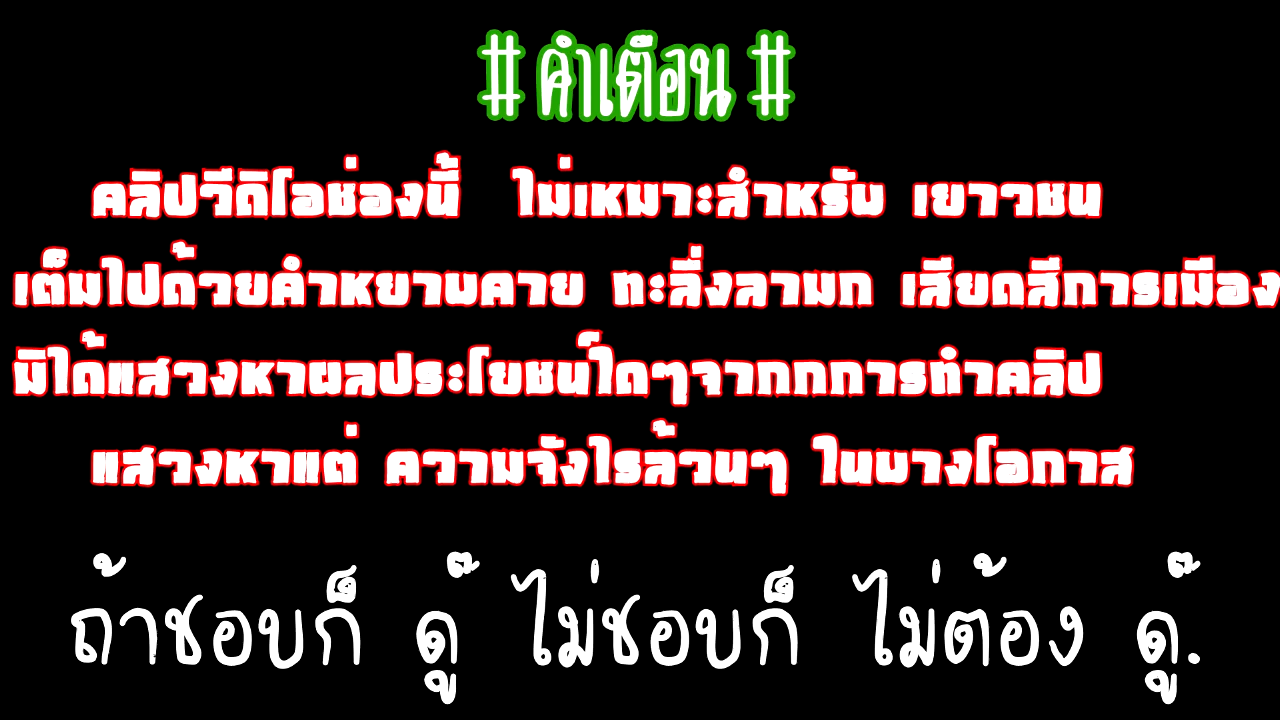 # คำเตือน #
คลิปวีดิโอช่องนี้ ไม่เหมาะสำหรับ เยาวชน
เต็มไปด้วยคำหยาบคาย ทะลึ่งลามก เสียดสีการเมือง
มิได้แสวงหาผลประโยชน์ใดๆจากกกการทำคลิป
แสวงหาแต่ ความจังไรล้วนๆ ในบางโอกาส
ถ้าชอบก็ ดู๊ ไม่ชอบก็ ไม่ต้อง ดู๊.